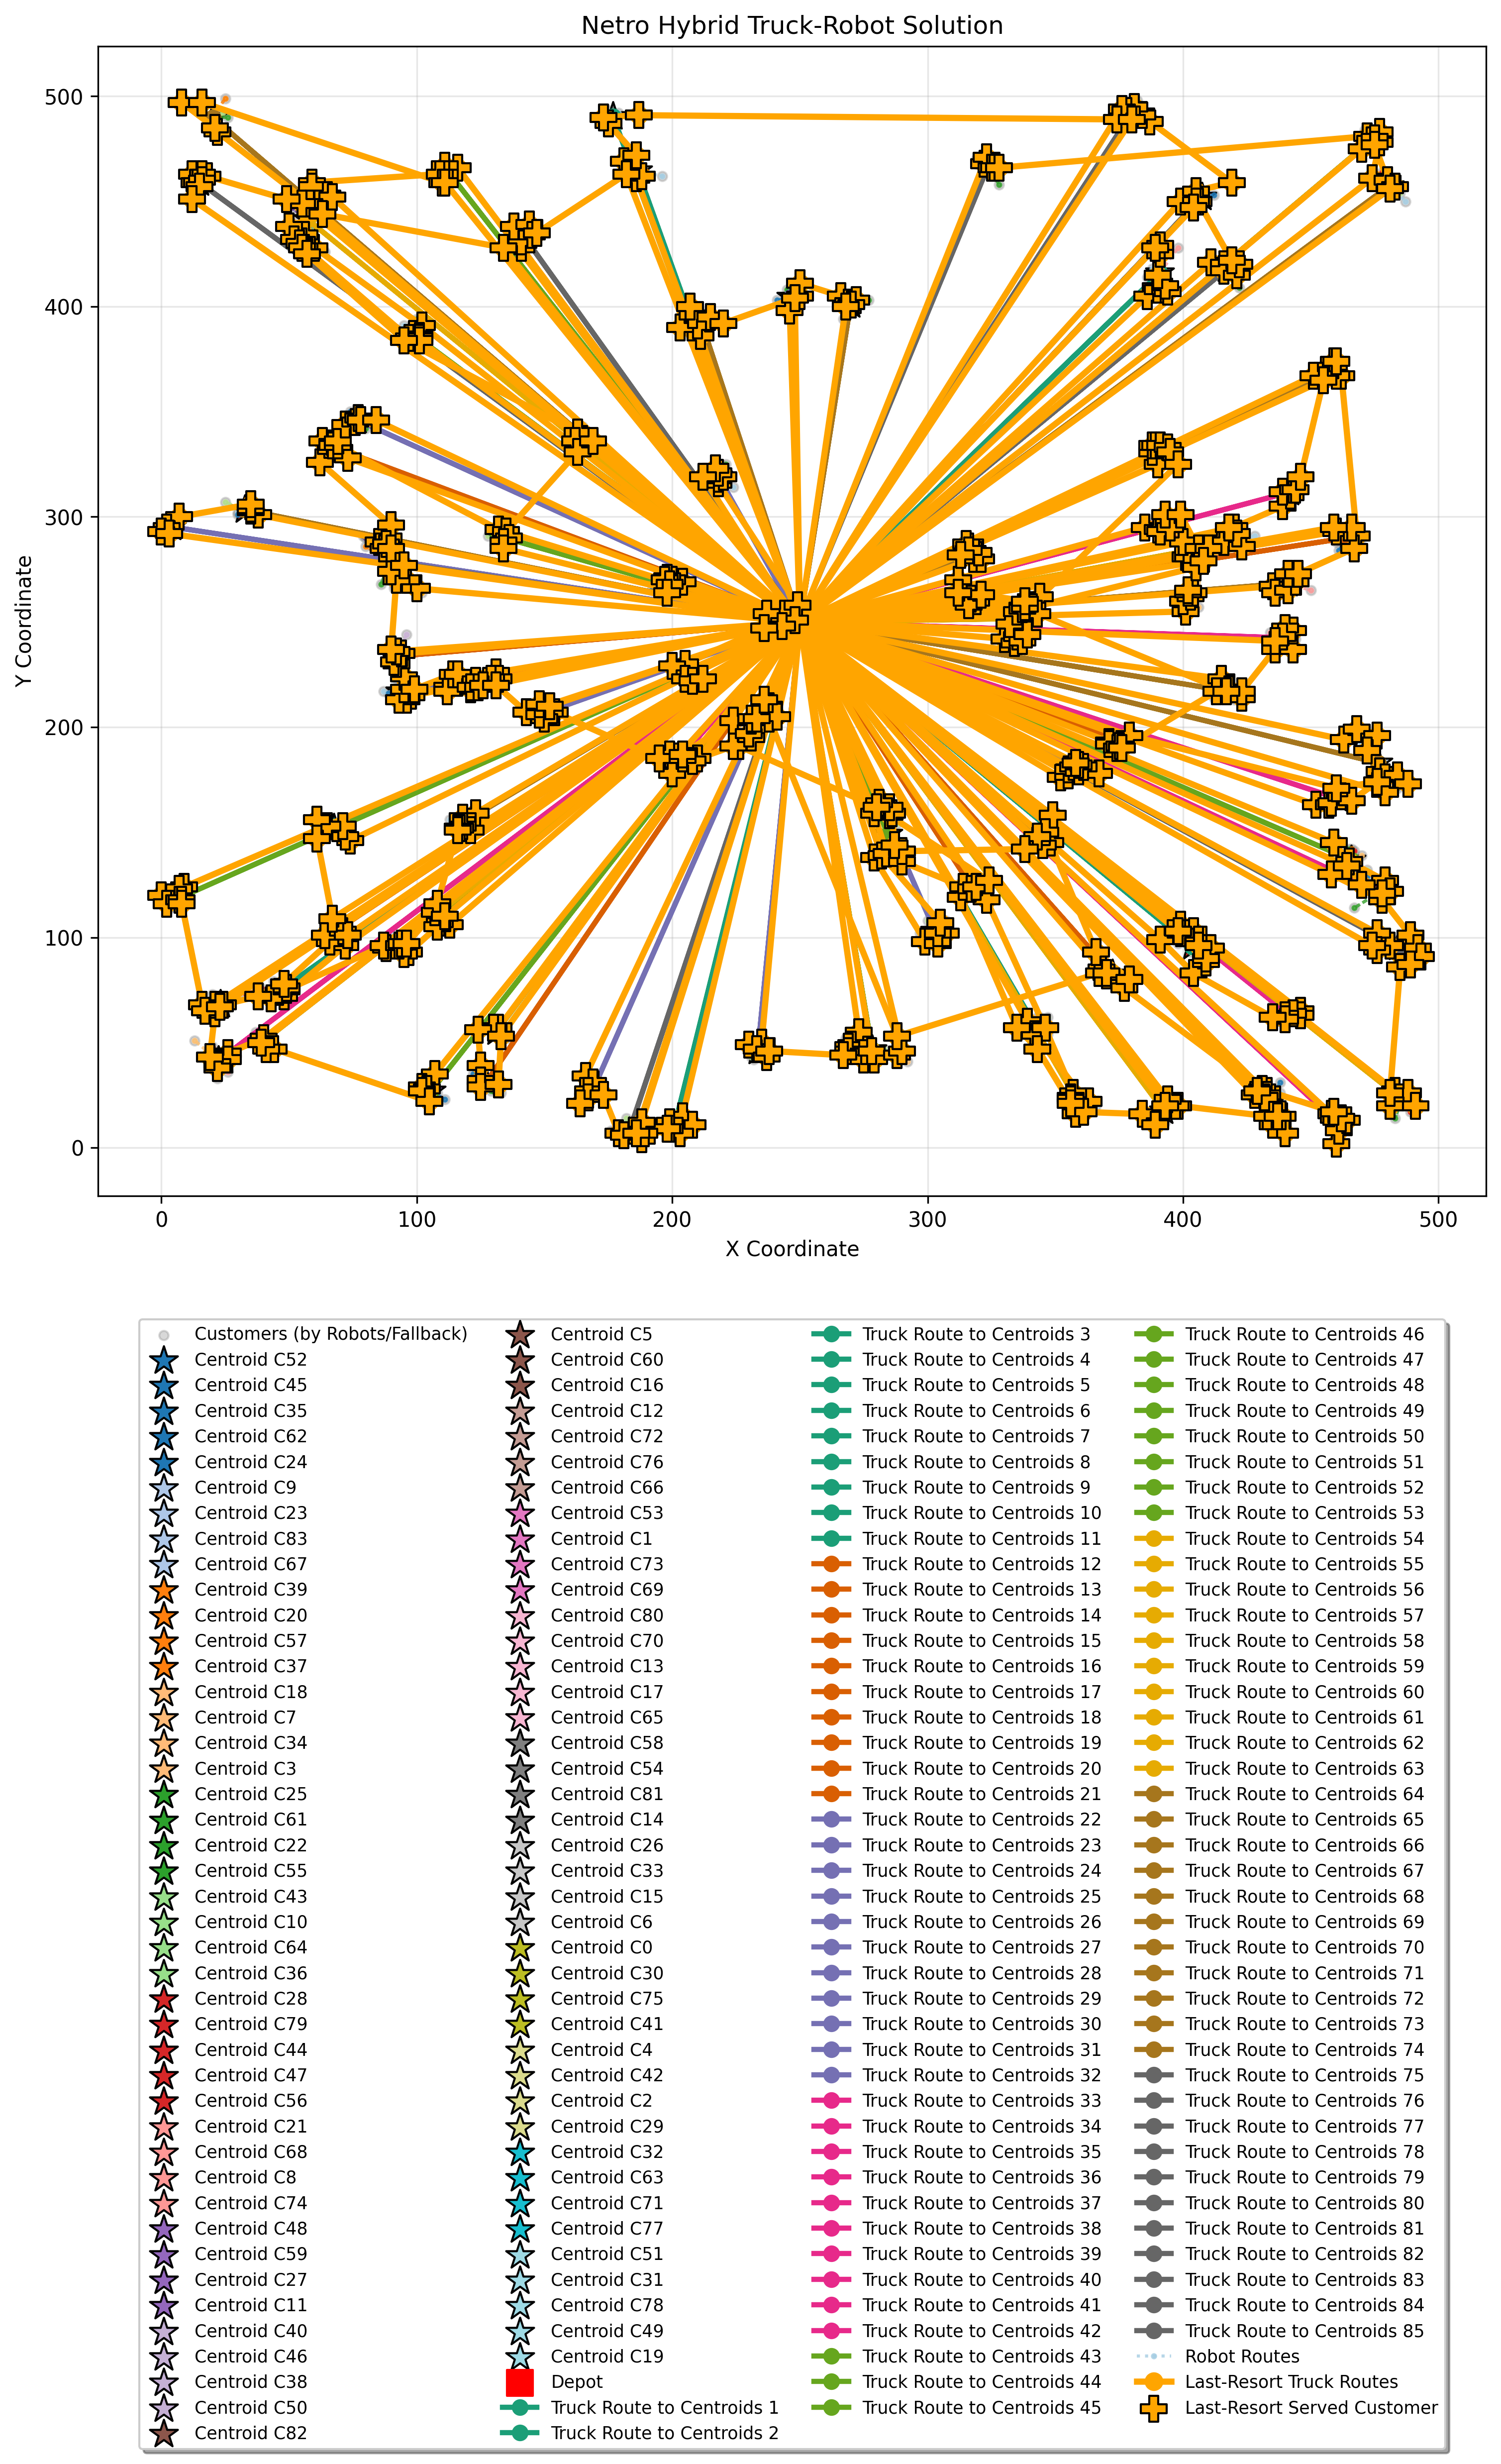 Netro Hybrid Truck-Robot Solution
500
400
300
200
100
0
Y Coordinate
0 100 200 300 400 500
X Coordinate
Customers (by Robots/Fallback)
Centroid C52
Centroid C45
Centroid C35
Centroid C62
Centroid C24
Centroid C9
Centroid C23
Centroid C83
Centroid C67
Centroid C39
Centroid C20
Centroid C57
Centroid C37
Centroid C18
Centroid C7
Centroid C34
Centroid C3
Centroid C25
Centroid C61
Centroid C22
Centroid C55
Centroid C43
Centroid C10
Centroid C64
Centroid C36
Centroid C28
Centroid C79
Centroid C44
Centroid C47
Centroid C56
Centroid C21
Centroid C68
Centroid C8
Centroid C74
Centroid C48
Centroid C59
Centroid C27
Centroid C11
Centroid C40
Centroid C46
Centroid C38
Centroid C50
Centroid C82
Centroid C5
Centroid C60
Centroid C16
Centroid C12
Centroid C72
Centroid C76
Centroid C66
Centroid C53
Centroid C1
Centroid C73
Centroid C69
Centroid C80
Centroid C70
Centroid C13
Centroid C17
Centroid C65
Centroid C58
Centroid C54
Centroid C81
Centroid C14
Centroid C26
Centroid C33
Centroid C15
Centroid C6
Centroid C0
Centroid C30
Centroid C75
Centroid C41
Centroid C4
Centroid C42
Centroid C2
Centroid C29
Centroid C32
Centroid C63
Centroid C71
Centroid C77
Centroid C51
Centroid C31
Centroid C78
Centroid C49
Centroid C19
Depot
Truck Route to Centroids 1
Truck Route to Centroids 2
Truck Route to Centroids 3
Truck Route to Centroids 4
Truck Route to Centroids 5
Truck Route to Centroids 6
Truck Route to Centroids 7
Truck Route to Centroids 8
Truck Route to Centroids 9
Truck Route to Centroids 10
Truck Route to Centroids 11
Truck Route to Centroids 12
Truck Route to Centroids 13
Truck Route to Centroids 14
Truck Route to Centroids 15
Truck Route to Centroids 16
Truck Route to Centroids 17
Truck Route to Centroids 18
Truck Route to Centroids 19
Truck Route to Centroids 20
Truck Route to Centroids 21
Truck Route to Centroids 22
Truck Route to Centroids 23
Truck Route to Centroids 24
Truck Route to Centroids 25
Truck Route to Centroids 26
Truck Route to Centroids 27
Truck Route to Centroids 28
Truck Route to Centroids 29
Truck Route to Centroids 30
Truck Route to Centroids 31
Truck Route to Centroids 32
Truck Route to Centroids 33
Truck Route to Centroids 34
Truck Route to Centroids 35
Truck Route to Centroids 36
Truck Route to Centroids 37
Truck Route to Centroids 38
Truck Route to Centroids 39
Truck Route to Centroids 40
Truck Route to Centroids 41
Truck Route to Centroids 42
Truck Route to Centroids 43
Truck Route to Centroids 44
Truck Route to Centroids 45
Truck Route to Centroids 46
Truck Route to Centroids 47
Truck Route to Centroids 48
Truck Route to Centroids 49
Truck Route to Centroids 50
Truck Route to Centroids 51
Truck Route to Centroids 52
Truck Route to Centroids 53
Truck Route to Centroids 54
Truck Route to Centroids 55
Truck Route to Centroids 56
Truck Route to Centroids 57
Truck Route to Centroids 58
Truck Route to Centroids 59
Truck Route to Centroids 60
Truck Route to Centroids 61
Truck Route to Centroids 62
Truck Route to Centroids 63
Truck Route to Centroids 64
Truck Route to Centroids 65
Truck Route to Centroids 66
Truck Route to Centroids 67
Truck Route to Centroids 68
Truck Route to Centroids 69
Truck Route to Centroids 70
Truck Route to Centroids 71
Truck Route to Centroids 72
Truck Route to Centroids 73
Truck Route to Centroids 74
Truck Route to Centroids 75
Truck Route to Centroids 76
Truck Route to Centroids 77
Truck Route to Centroids 78
Truck Route to Centroids 79
Truck Route to Centroids 80
Truck Route to Centroids 81
Truck Route to Centroids 82
Truck Route to Centroids 83
Truck Route to Centroids 84
Truck Route to Centroids 85
Robot Routes
Last-Resort Truck Routes
Last-Resort Served Customer